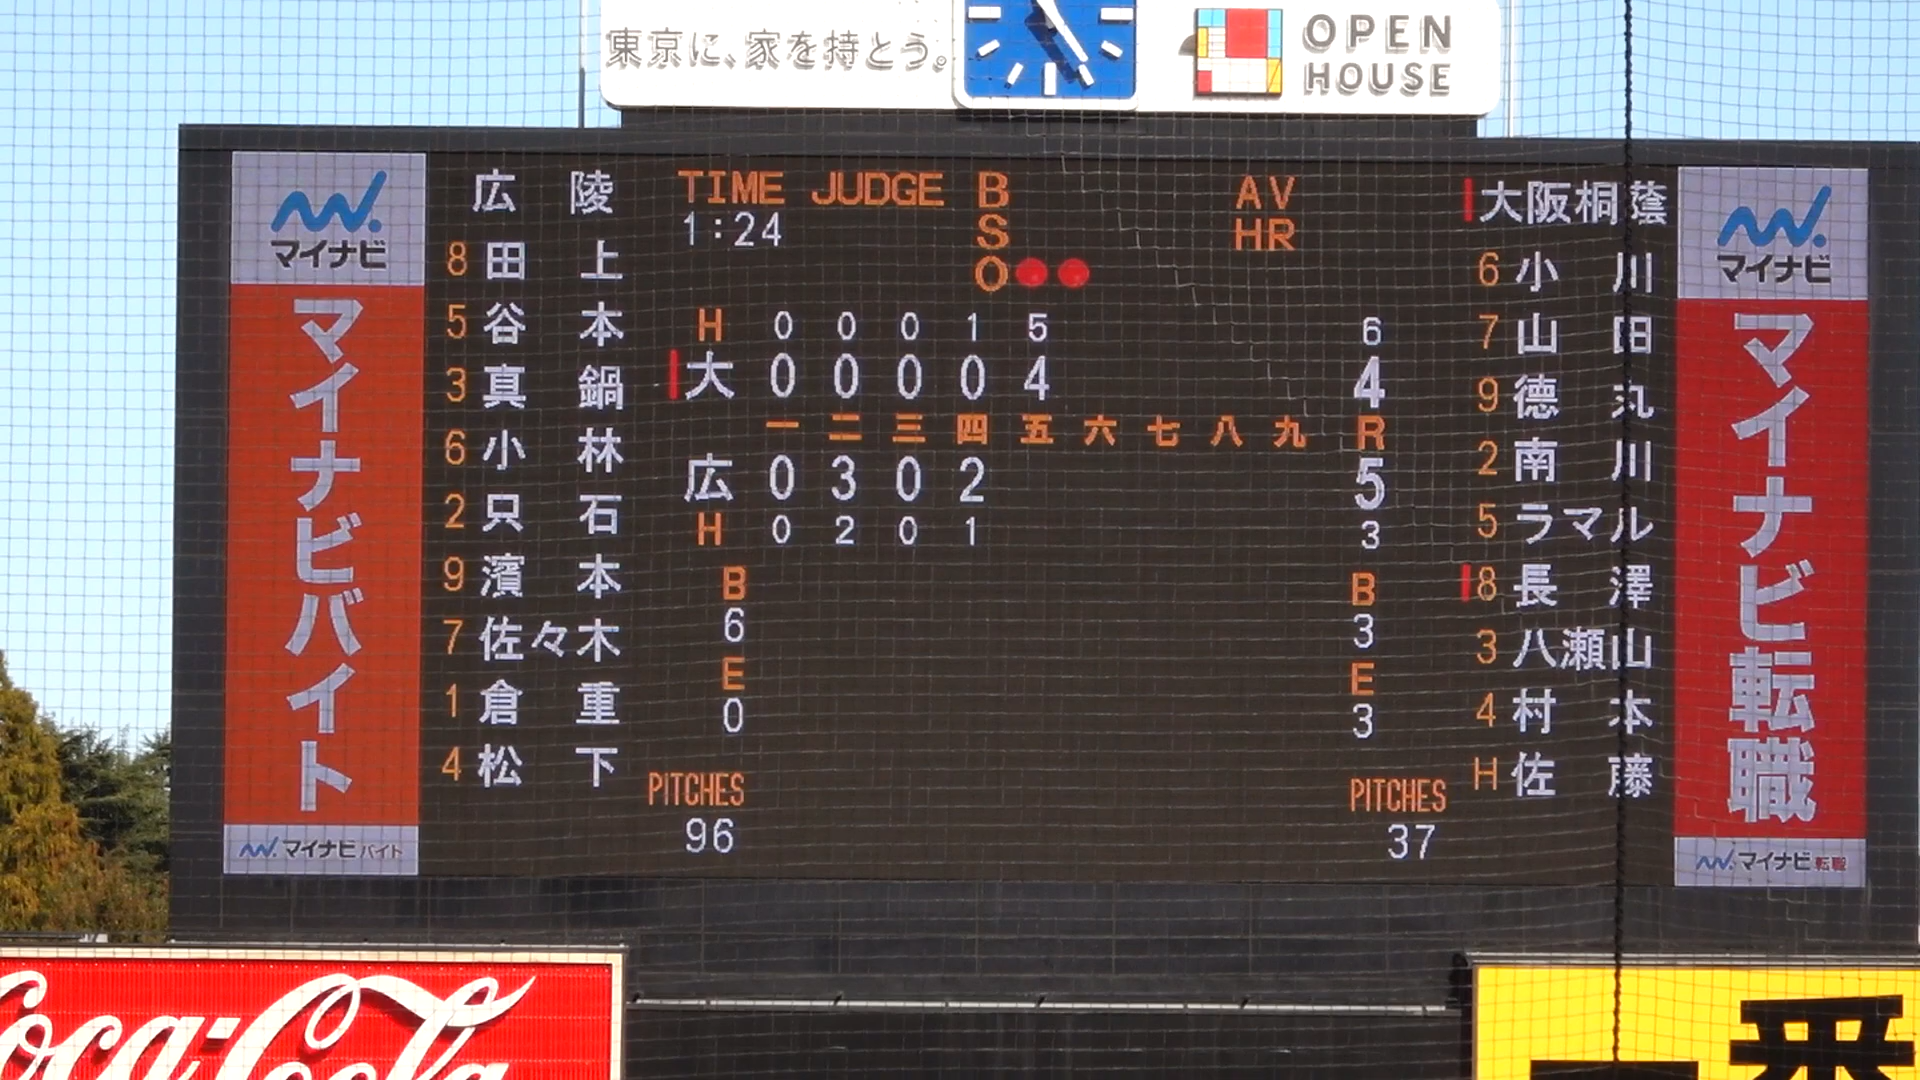 東京に、家を持とう。
OPEN HOUSE
マイナビ
マイナビバイト
マイナビ バイト
広 陵
8 田 上
5 谷 本
3 真 鍋
6 小 林
2 只 石
9 濱 本
7 佐々木
1 倉 重
4 松 下
TIME JUDGE B AV
1:24 S HR
O
H 0 0 0 1 5 6
大 0 0 0 0 4 4
一 二 三 四 五 六 七 八 九 R
広 0 3 0 2 5
H 0 2 0 1 3
B B
6 3
E E
0 3
PITCHES PITCHES
96 37
大阪桐蔭
6 小 川
7 山 田
9 德 丸
2 南 川
5 ラマル
8 長 澤
3 八瀬山
4 村 本
H 佐 藤
マイナビ
マイナビ転職
マイナビ 転職
Coca-Cola
番